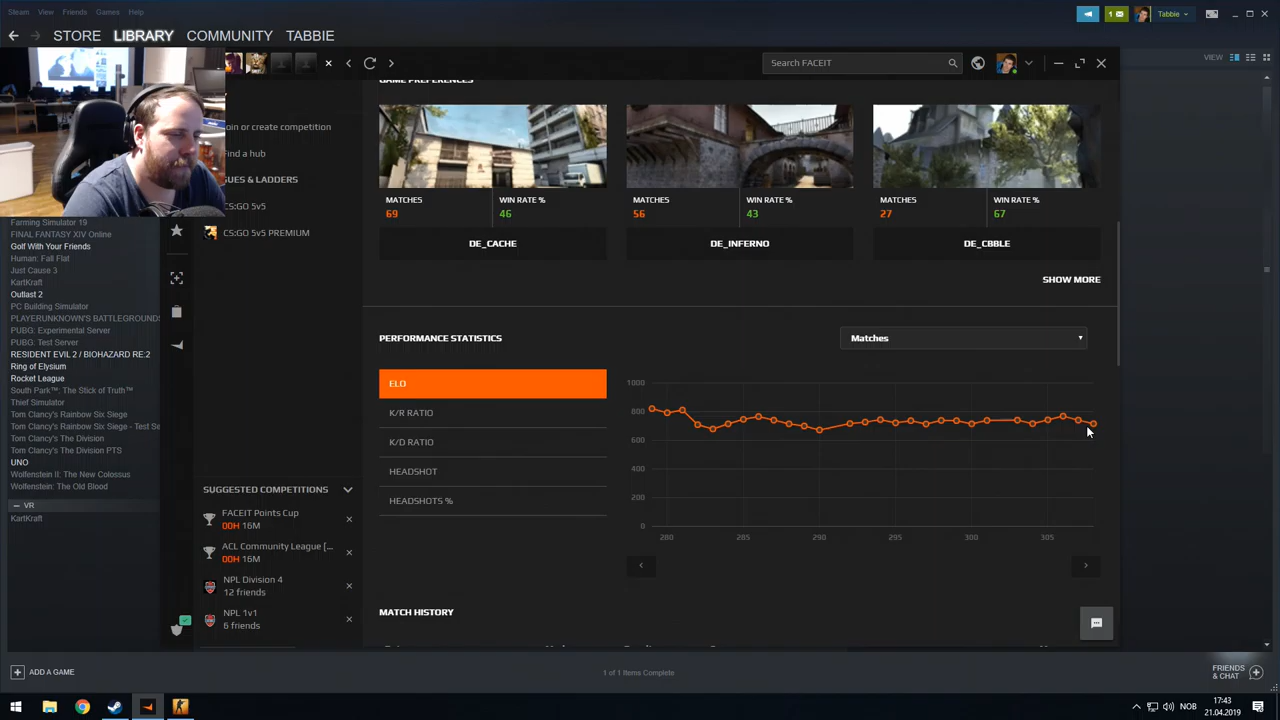 Steam View Friends Games Help
1 Tabbie
STORE LIBRARY COMMUNITY TABBIE
VIEW
Search FACEIT
GAME PREFERENCES
oin or create competition
ind a hub
GUES & LADDERS
CS:GO 5v5
CS:GO 5v5 PREMIUM
MATCHES
69
WIN RATE %
46
DE_CACHE
MATCHES
56
WIN RATE %
43
DE_INFERNO
MATCHES
27
WIN RATE %
67
DE_CBBLE
SHOW MORE
Farming Simulator 19
FINAL FANTASY XIV Online
Golf With Your Friends
Human: Fall Flat
Just Cause 3
KartKraft
Outlast 2
PC Building Simulator
PLAYERUNKNOWN'S BATTLEGROUNDS
PUBG: Experimental Server
PUBG: Test Server
RESIDENT EVIL 2 / BIOHAZARD RE:2
Ring of Elysium
Rocket League
South Park™: The Stick of Truth™
Thief Simulator
Tom Clancy's Rainbow Six Siege
Tom Clancy's Rainbow Six Siege - Test Se
Tom Clancy's The Division
Tom Clancy's The Division PTS
UNO
Wolfenstein II: The New Colossus
Wolfenstein: The Old Blood
VR
KartKraft
PERFORMANCE STATISTICS
Matches
ELO
K/R RATIO
K/D RATIO
HEADSHOT
HEADSHOTS %
1000
800
600
400
200
0
280 285 290 295 300 305
SUGGESTED COMPETITIONS
FACEIT Points Cup
00H 16M
ACL Community League [...
00H 16M
NPL Division 4
12 friends
NPL 1v1
6 friends
MATCH HISTORY
ADD A GAME
1 of 1 Items Complete
FRIENDS
& CHAT
NOB
17:43
21.04.2019